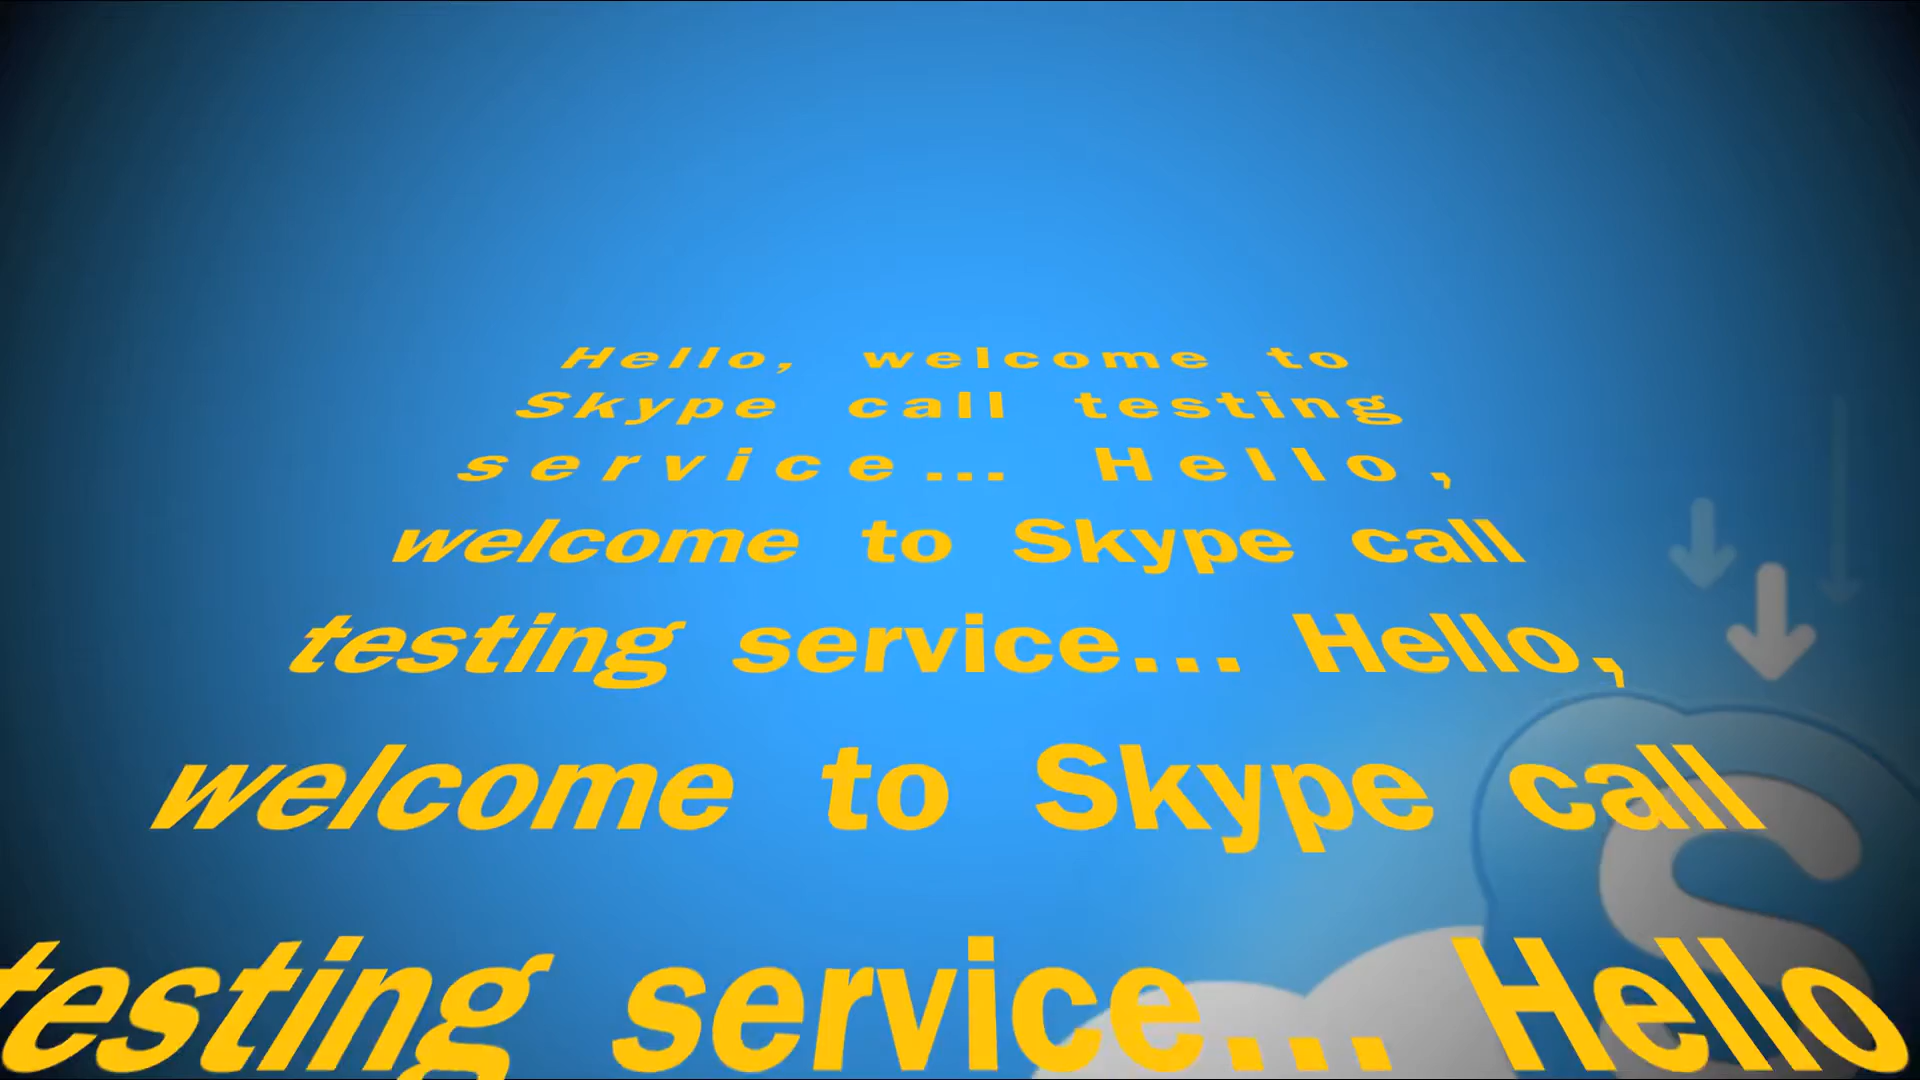 Hello, welcome to
Skype call testing
service... Hello,
welcome to Skype call
testing service... Hello,
welcome to Skype call
testing service... Hello
S